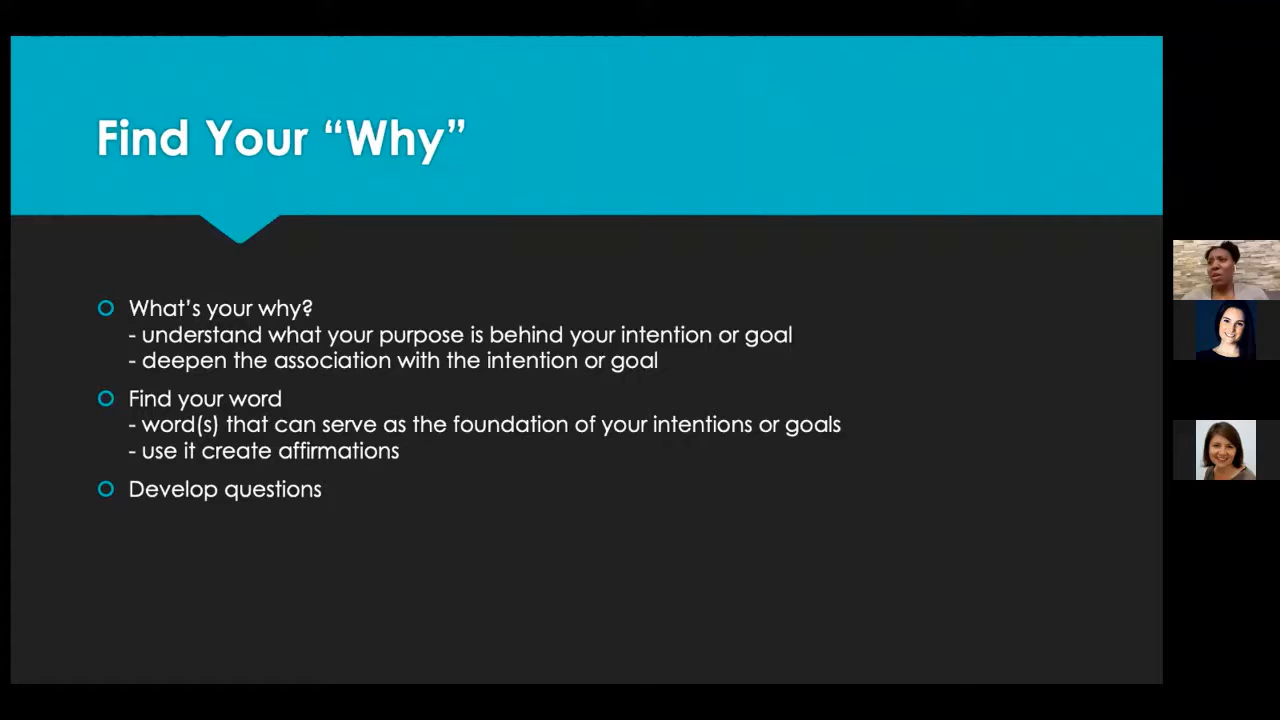 Find Your “Why”
What’s your why?
- understand what your purpose is behind your intention or goal
- deepen the association with the intention or goal
Find your word
- word(s) that can serve as the foundation of your intentions or goals
- use it create affirmations
Develop questions